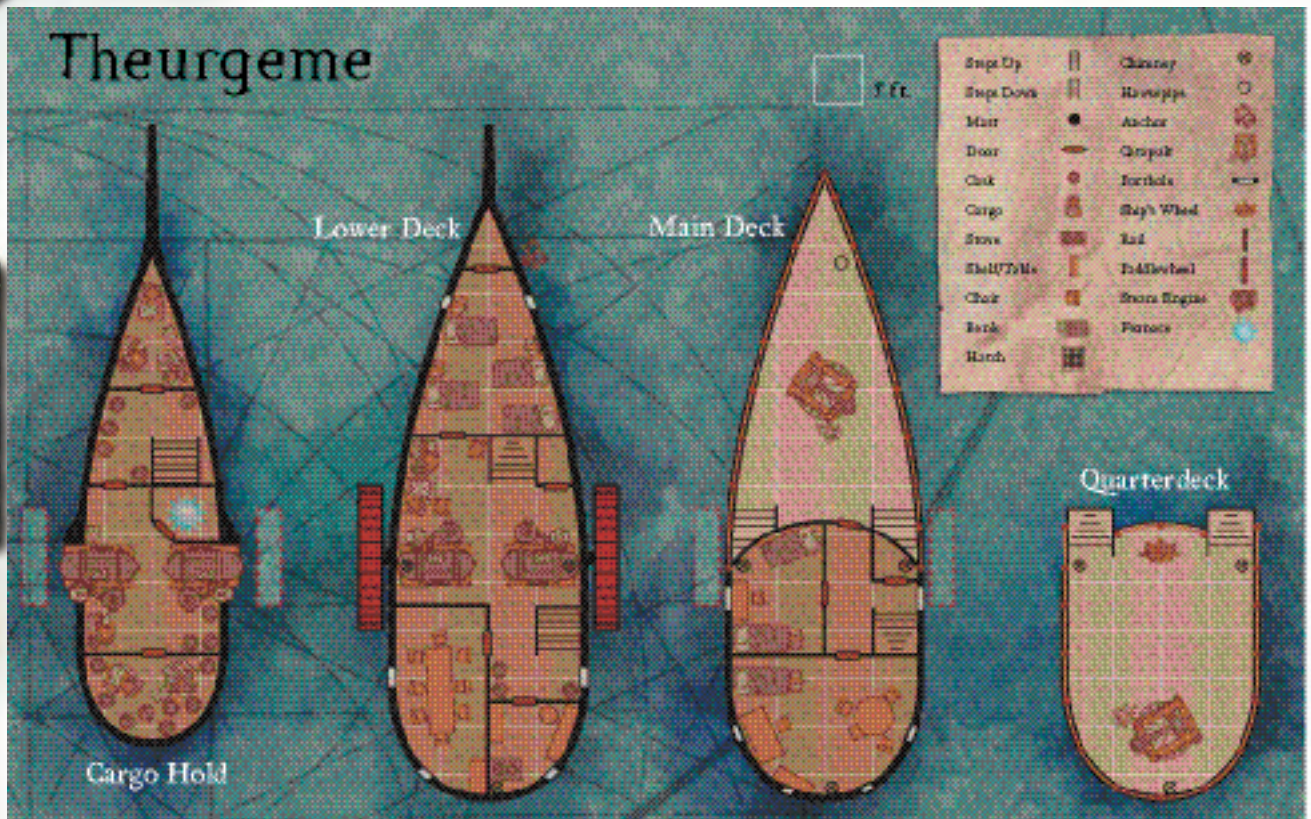 Theurgeme
5 ft.
Steps Up
Steps Down
Mast
Door
Cask
Cargo
Stove
Shelf/Table
Chair
Bunk
Hatch
Chimney
Hawsepipe
Anchor
Catapult
Porthole
Ship's Wheel
Rail
Paddlewheel
Steam Engine
Furnace
Lower Deck
Main Deck
Quarterdeck
Cargo Hold